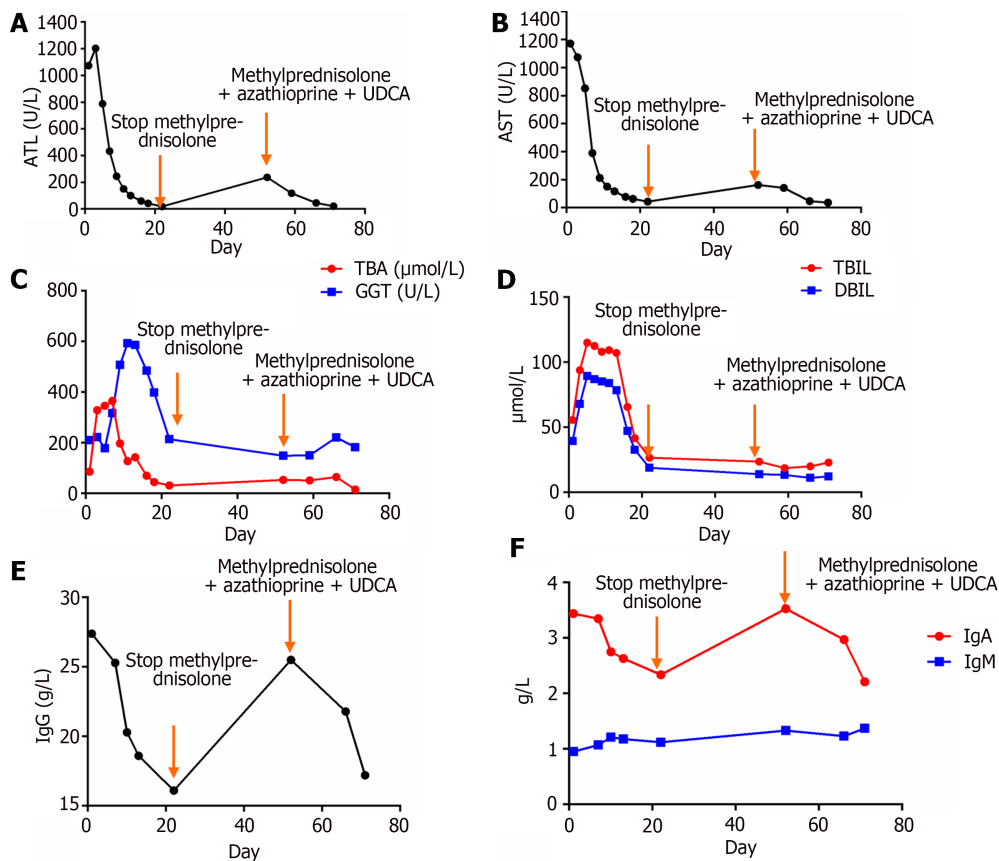 A
1400
1200
1000
800
600
400
200
0
ATL (U/L)
Methylprednisolone
+ azathioprine + UDCA
Stop methylpre-
dnisolone
0 20 40 60 80
Day
B
1400
1200
1000
800
600
400
200
0
AST (U/L)
Methylprednisolone
+ azathioprine + UDCA
Stop methylpre-
dnisolone
0 20 40 60 80
Day
C
TBA (µmol/L)
GGT (U/L)
800
600
400
200
0
Stop methylpre-
dnisolone
Methylprednisolone
+ azathioprine + UDCA
0 20 40 60 80
Day
D
TBIL
DBIL
150
100
50
0
µmol/L
Stop methylpre-
dnisolone
Methylprednisolone
+ azathioprine + UDCA
0 20 40 60 80
Day
E
Methylprednisolone
+ azathioprine + UDCA
30
25
20
15
IgG (g/L)
Stop methylpre-
dnisolone
0 20 40 60 80
Day
F
Methylprednisolone
+ azathioprine + UDCA
Stop methylpre-
dnisolone
4
3
2
1
0
g/L
IgA
IgM
0 20 40 60 80
Day